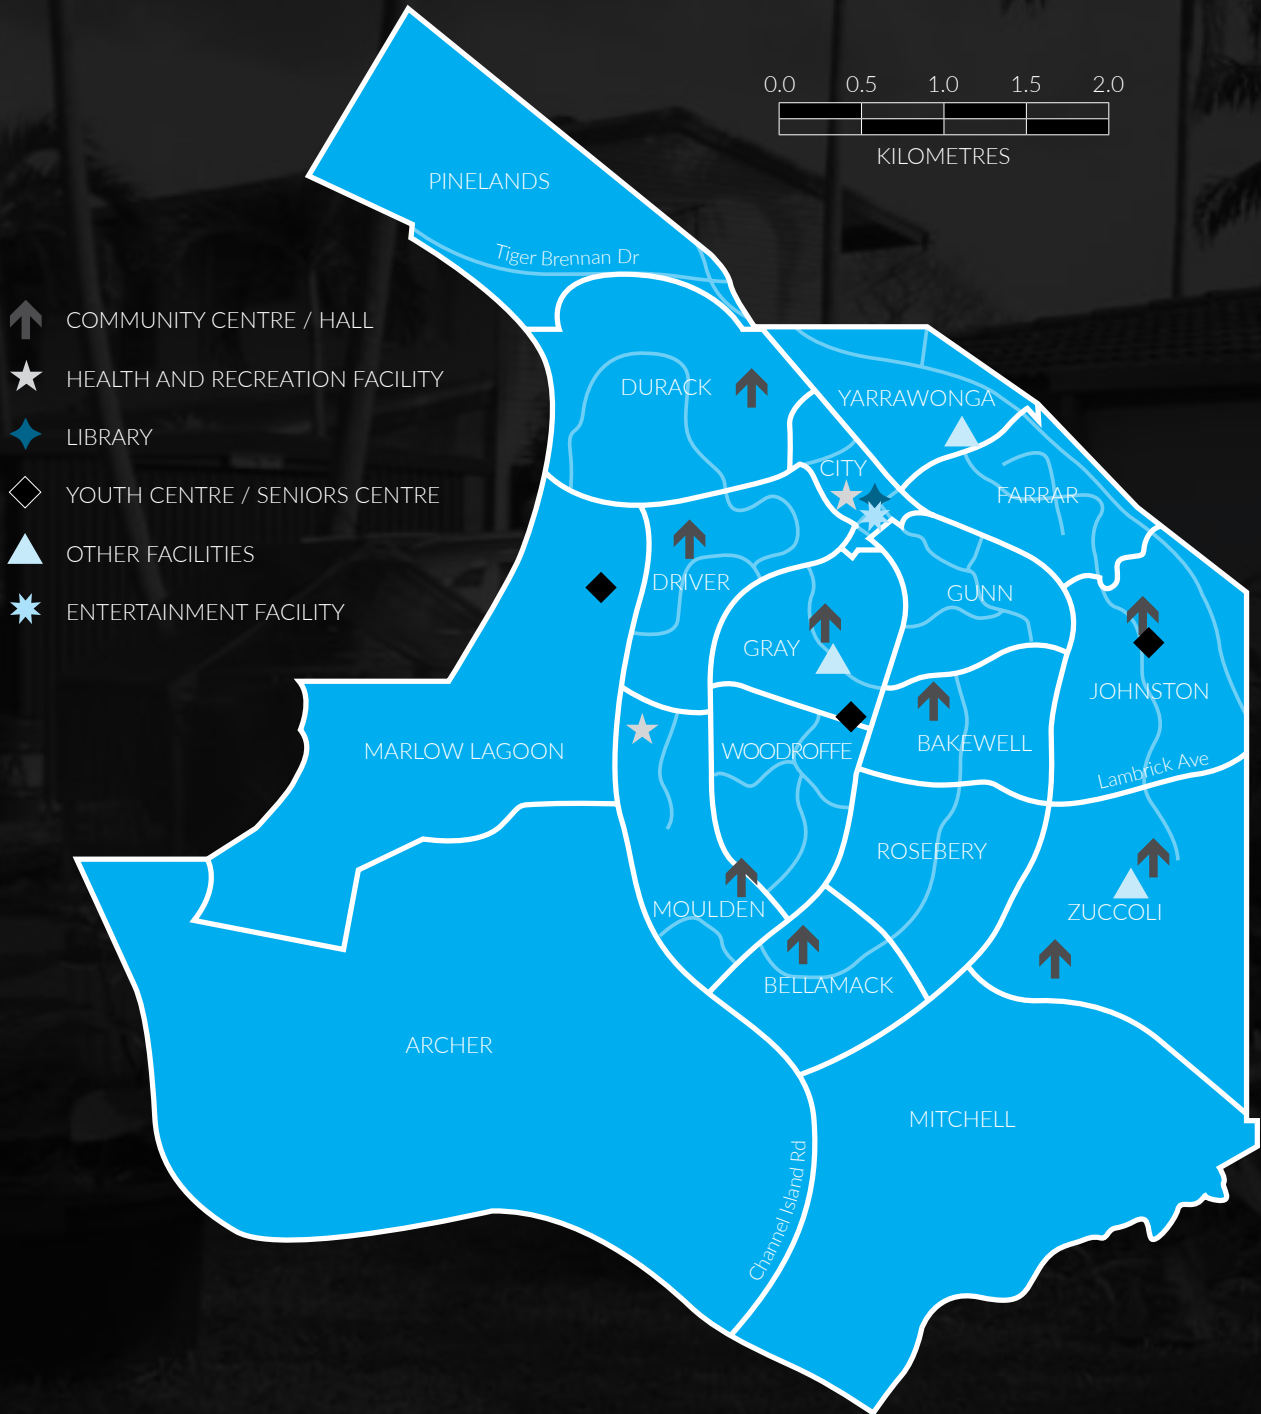 0.0 0.5 1.0 1.5 2.0
KILOMETRES
PINELANDS
Tiger Brennan Dr
COMMUNITY CENTRE / HALL
HEALTH AND RECREATION FACILITY
LIBRARY
YOUTH CENTRE / SENIORS CENTRE
OTHER FACILITIES
ENTERTAINMENT FACILITY
DURACK
YARRAWONGA
CITY
FARRAR
DRIVER
GUNN
GRAY
JOHNSTON
MARLOW LAGOON
WOODROFFE
BAKEWELL
Lambrick Ave
ROSEBERY
MOULDEN
ZUCCOLI
BELLAMACK
ARCHER
MITCHELL
Channel Island Rd